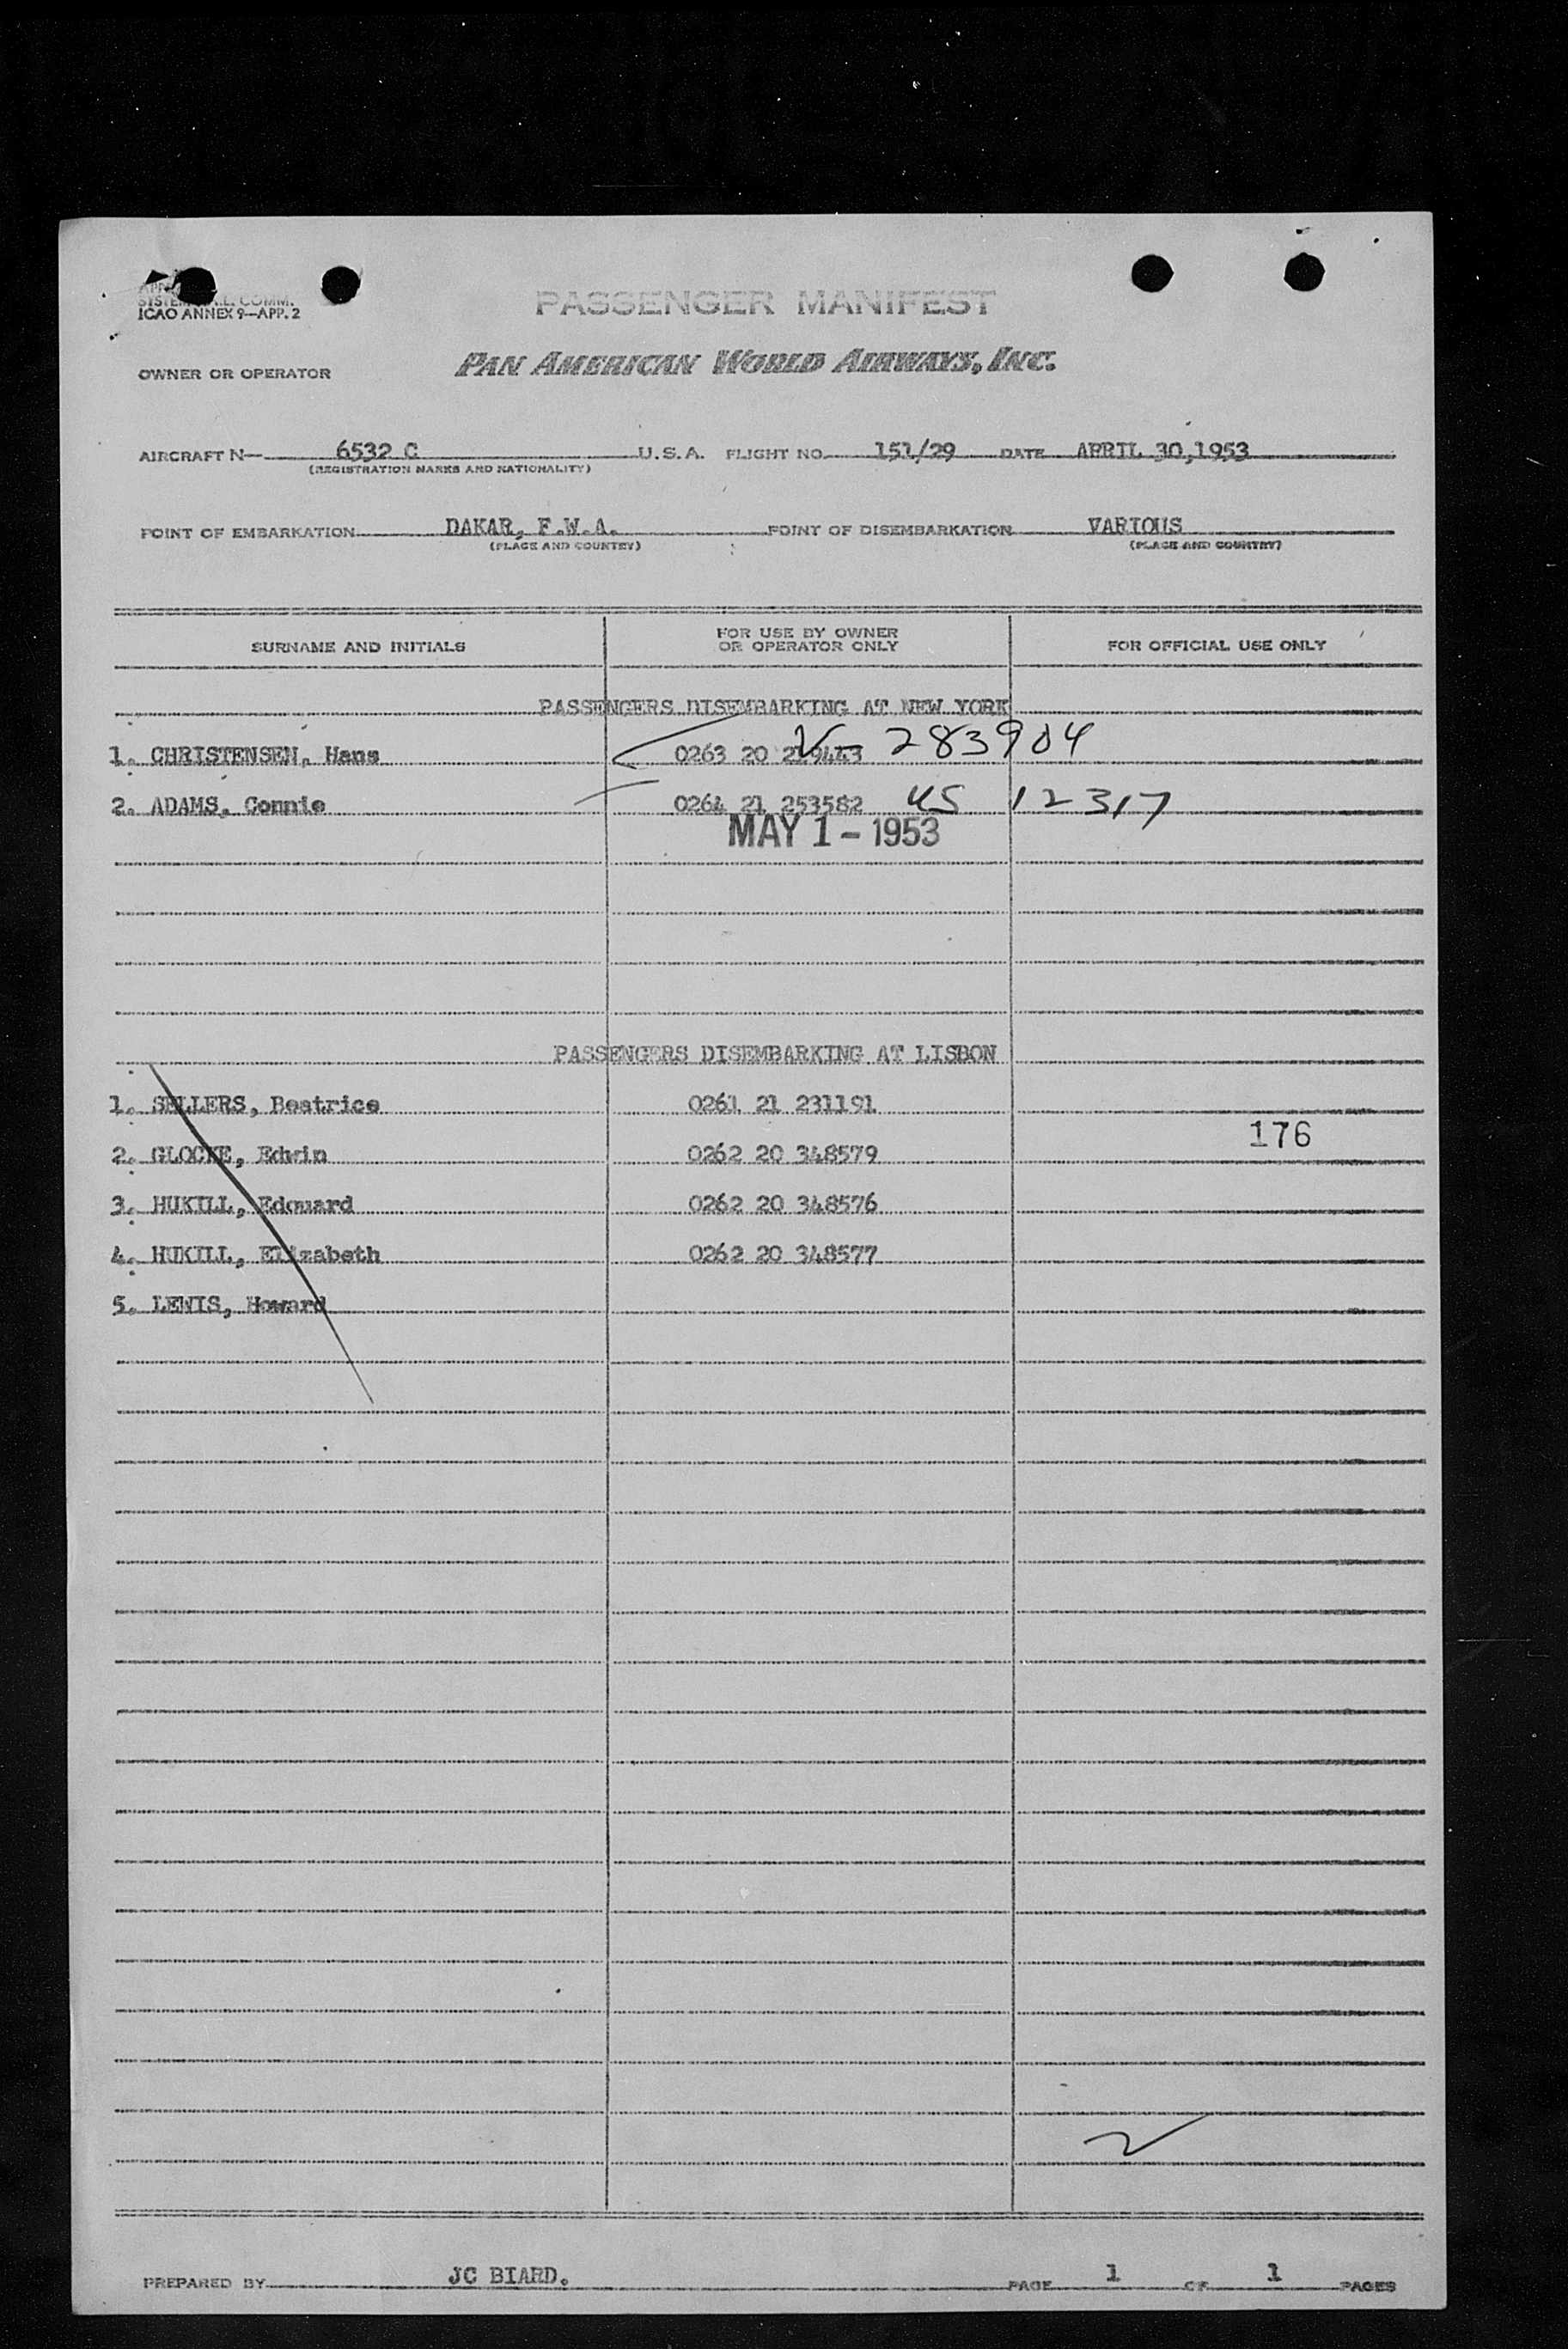 ICAO ANNEX 9—APP. 2
PASSENGER MANIFEST
OWNER OR OPERATOR PAN AMERICAN WORLD AIRWAYS, INC.
AIRCRAFT N— 6532 C U.S.A. FLIGHT NO. 151/29 DATE APRIL 30,1953
(REGISTRATION MARKS AND NATIONALITY)
POINT OF EMBARKATION DAKAR, F.W.A. POINT OF DISEMBARKATION VARIOUS
(PLACE AND COUNTRY) (PLACE AND COUNTRY)
SURNAME AND INITIALS FOR USE BY OWNER OR OPERATOR ONLY FOR OFFICIAL USE ONLY
PASSENGERS DISEMBARKING AT NEW YORK
1. CHRISTENSEN, Hans 0263 20 V- 283904
2. ADAMS, Connie 0264 21 253582 US 12317
MAY 1 - 1953
PASSENGERS DISEMBARKING AT LISBON
1. SELLERS, Beatrice 0261 21 231191
176
2. GLOCKE, Edwin 0262 20 348579
3. HUKILL, Edouard 0262 20 348576
4. HUKILL, Elizabeth 0262 20 348577
5. LEWIS, Howard
2
PREPARED BY JC BIARD. PAGE 1 OF 1 PAGES